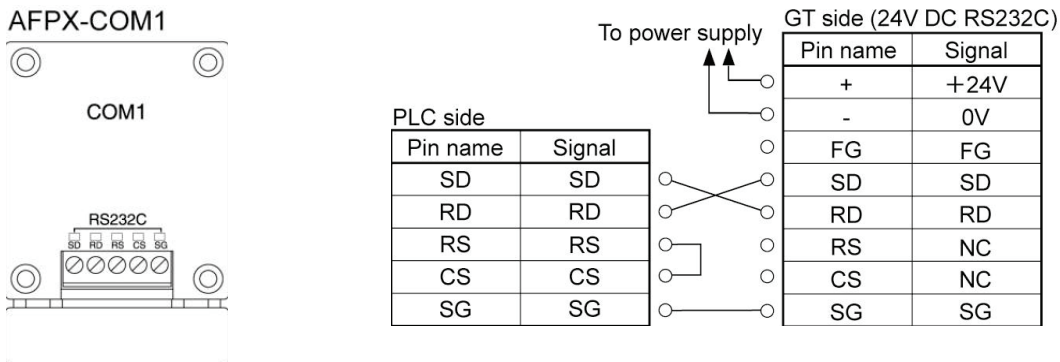 AFPX-COM1
COM1
RS232C
SD RD RS CS SG
To power supply
PLC side
Pin name Signal
SD SD
RD RD
RS RS
CS CS
SG SG
GT side (24V DC RS232C)
Pin name Signal
+ +24V
- 0V
FG FG
SD SD
RD RD
RS NC
CS NC
SG SG